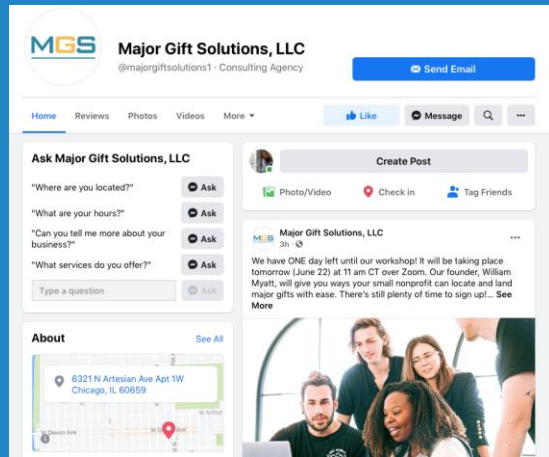 MGS
Major Gift Solutions, LLC
@majorgiftsolutions1 · Consulting Agency
Send Email
Home Reviews Photos Videos More
Like Message
Ask Major Gift Solutions, LLC
"Where are you located?" Ask
"What are your hours?" Ask
"Can you tell me more about your
business?" Ask
"What services do you offer?" Ask
Type a question Ask
About See All
6321 N Artesian Ave Apt 1W
Chicago, IL 60659
W Devon Ave
Create Post
Photo/Video Check in Tag Friends
MGS
Major Gift Solutions, LLC
3h ·
We have ONE day left until our workshop! It will be taking place
tomorrow (June 22) at 11 am CT over Zoom. Our founder, William
Myatt, will give you ways your small nonprofit can locate and land
major gifts with ease. There's still plenty of time to sign up!... See
More